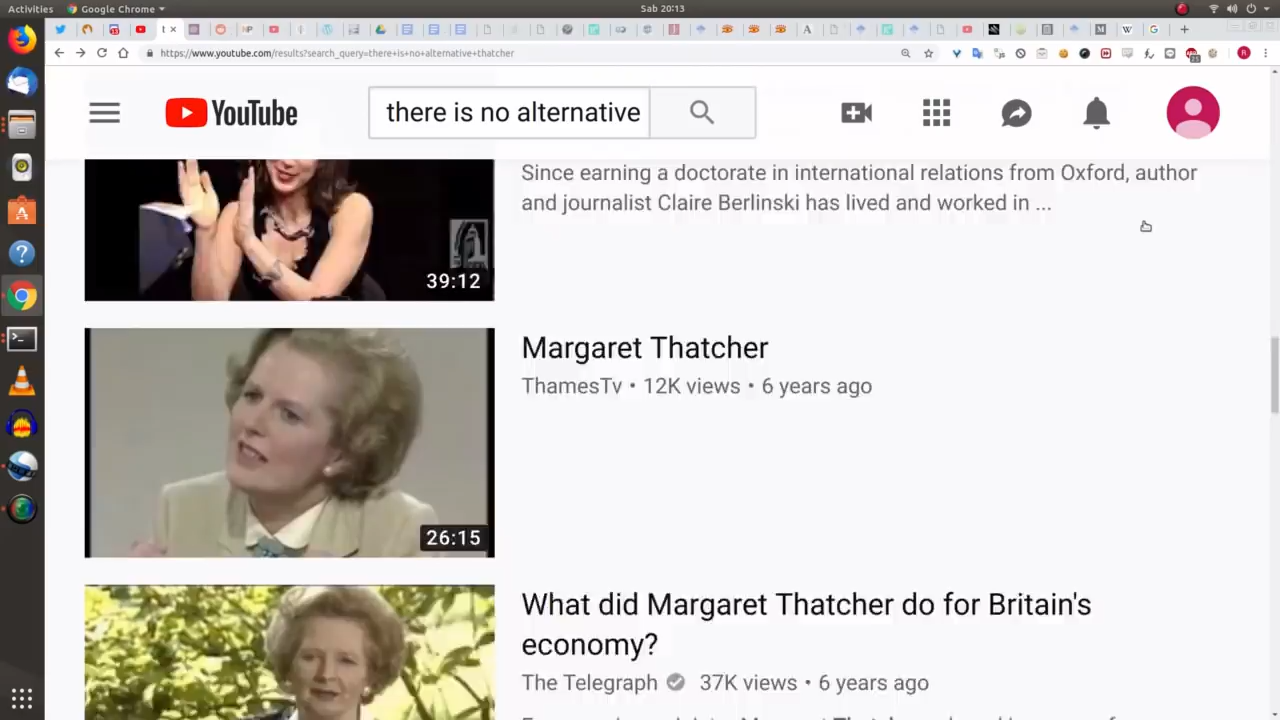 Activities
Google Chrome
Sab 20:13
https://www.youtube.com/results?search_query=there+is+no+alternative+thatcher
YouTube
there is no alternative
Since earning a doctorate in international relations from Oxford, author
and journalist Claire Berlinski has lived and worked in ...
39:12
Margaret Thatcher
ThamesTv • 12K views • 6 years ago
26:15
What did Margaret Thatcher do for Britain's
economy?
The Telegraph 37K views • 6 years ago